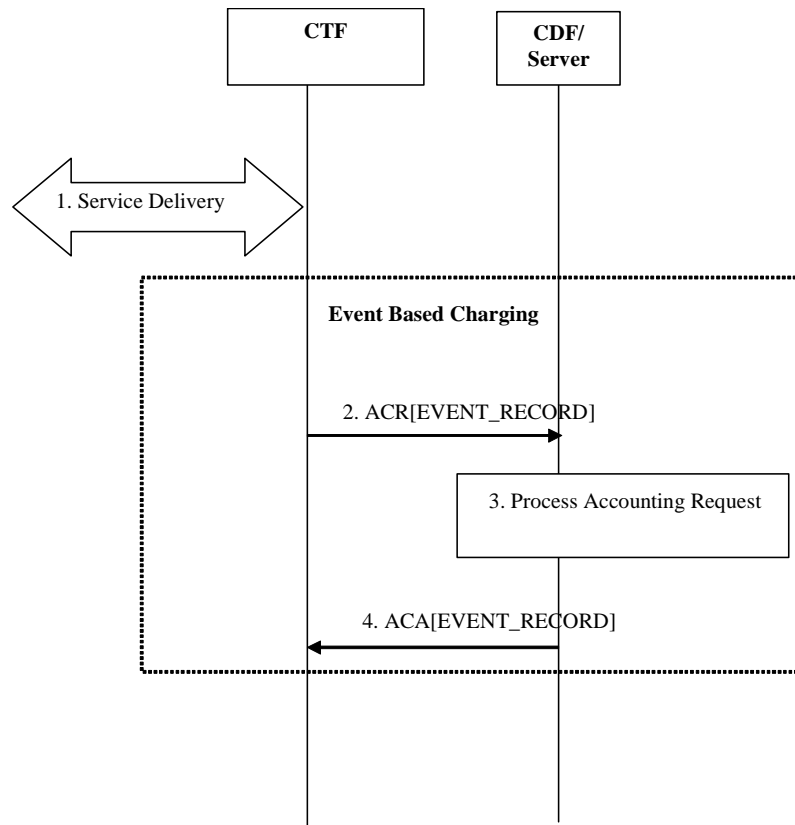 CTF
CDF/
Server
1. Service Delivery
Event Based Charging
2. ACR[EVENT_RECORD]
3. Process Accounting Request
4. ACA[EVENT_RECORD]